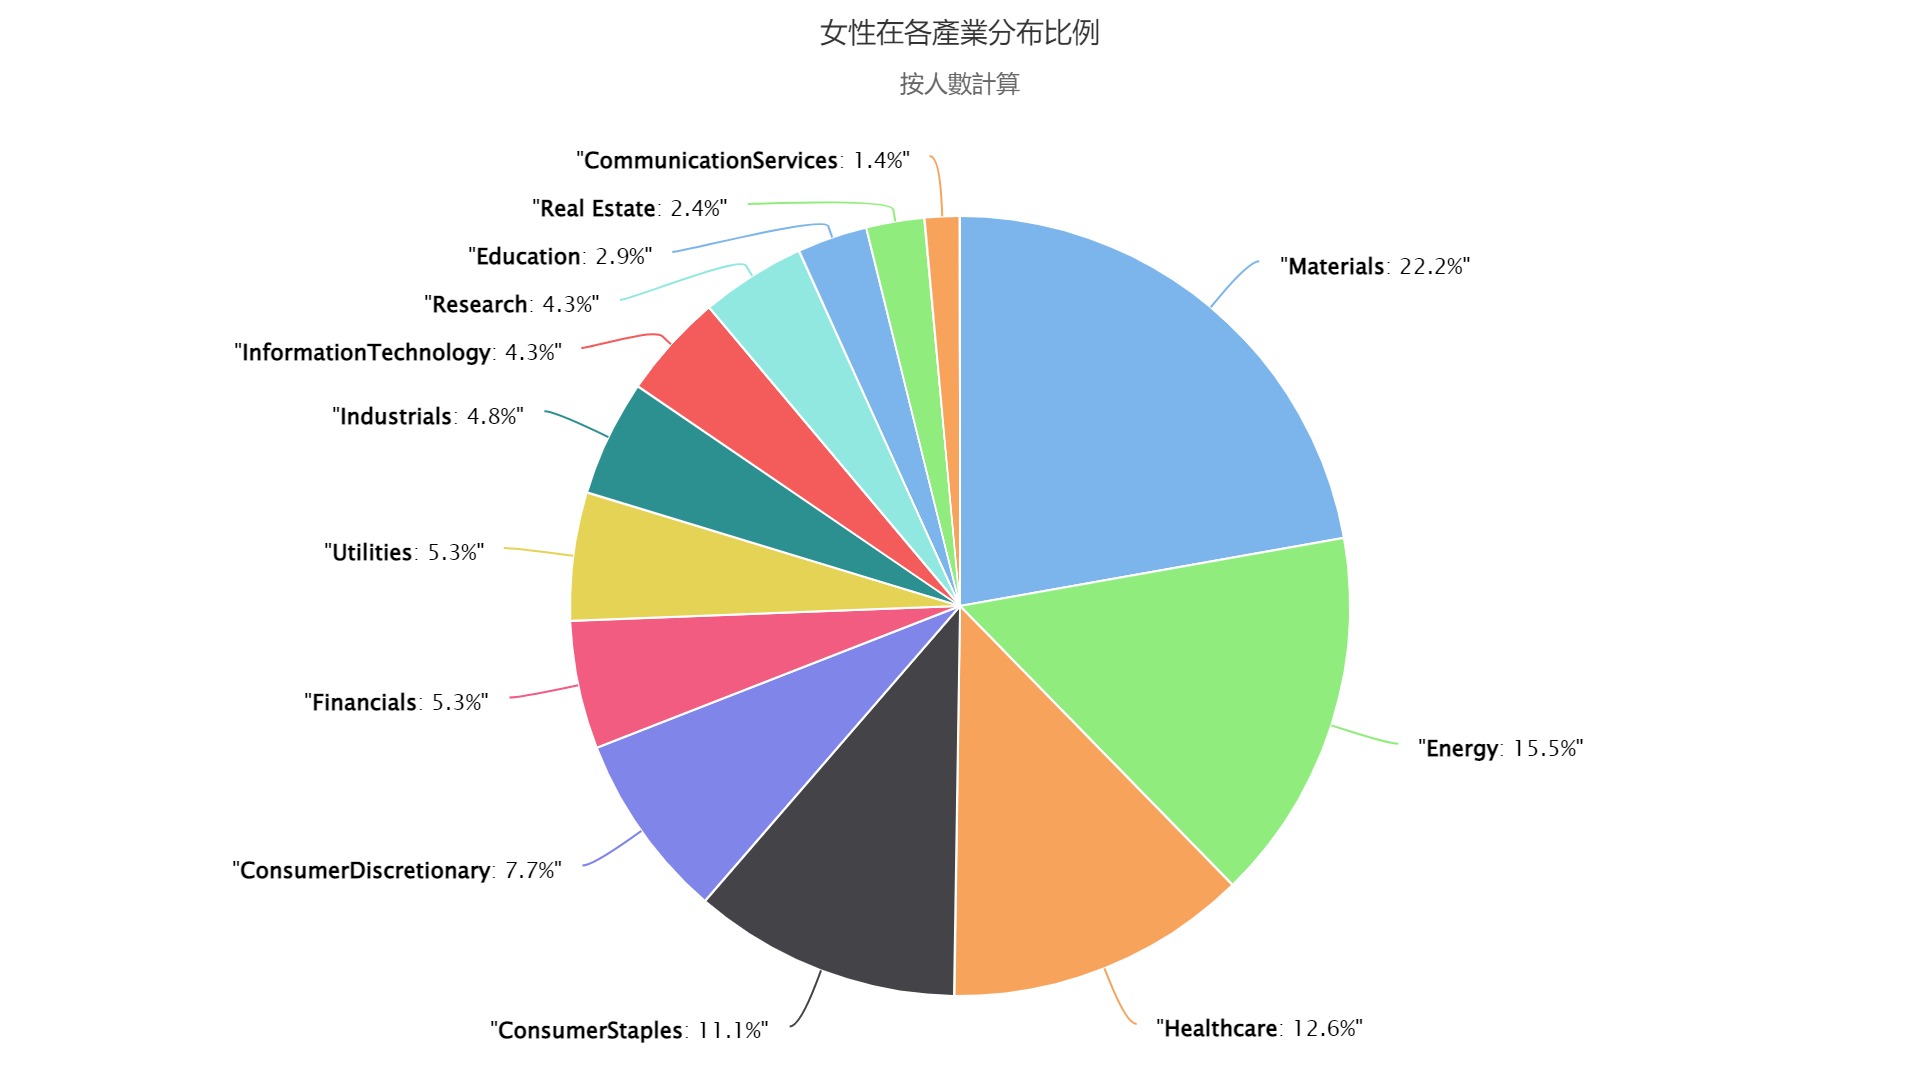 女性在各產業分布比例
按人數計算
"CommunicationServices: 1.4%"
"Real Estate: 2.4%"
"Education: 2.9%"
"Materials: 22.2%"
"Research: 4.3%"
"InformationTechnology: 4.3%"
"Industrials: 4.8%"
"Utilities: 5.3%"
"Financials: 5.3%"
"Energy: 15.5%"
"ConsumerDiscretionary: 7.7%"
"Healthcare: 12.6%"
"ConsumerStaples: 11.1%"